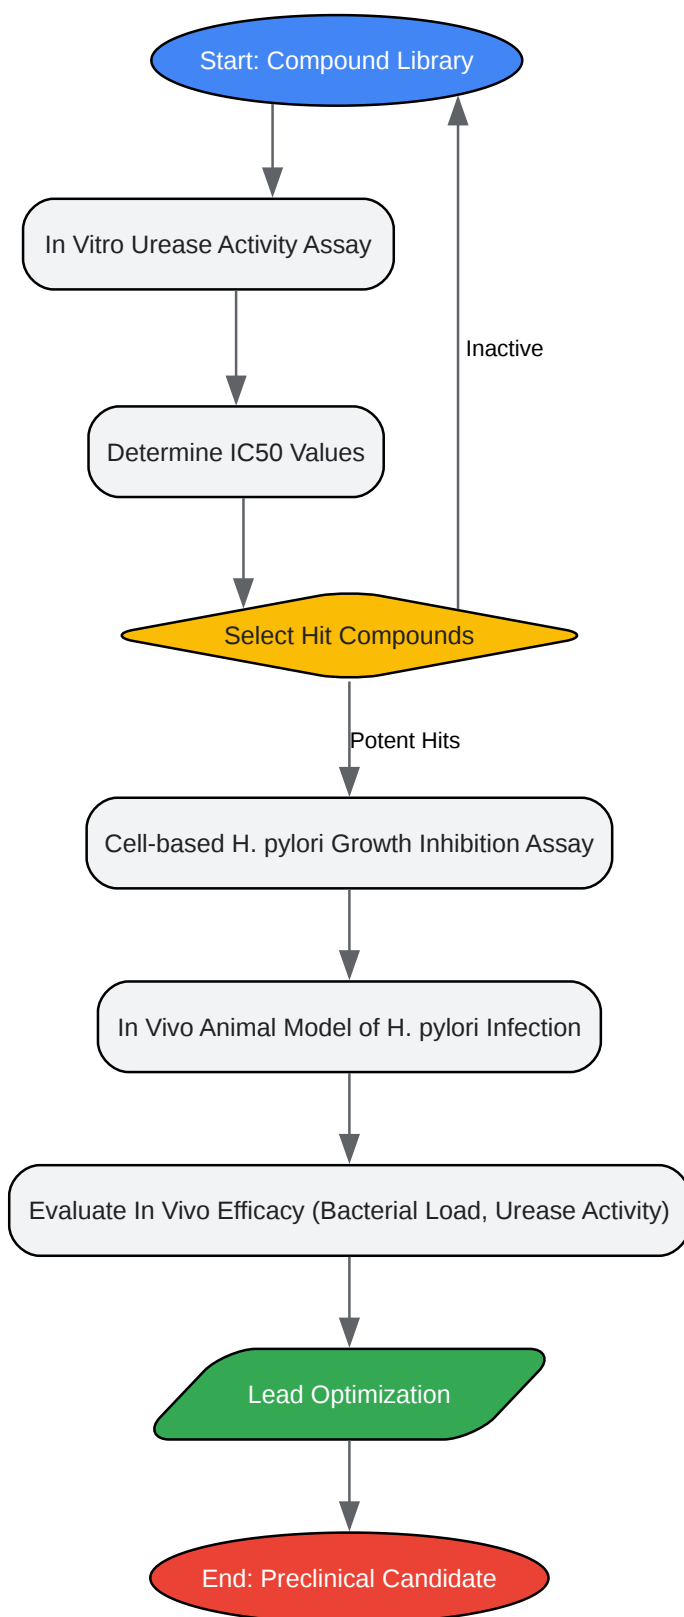 Start: Compound Library
In Vitro Urease Activity Assay
Inactive
Determine IC50 Values
Select Hit Compounds
Potent Hits
Cell-based H. pylori Growth Inhibition Assay
In Vivo Animal Model of H. pylori Infection
Evaluate In Vivo Efficacy (Bacterial Load, Urease Activity)
Lead Optimization
End: Preclinical Candidate